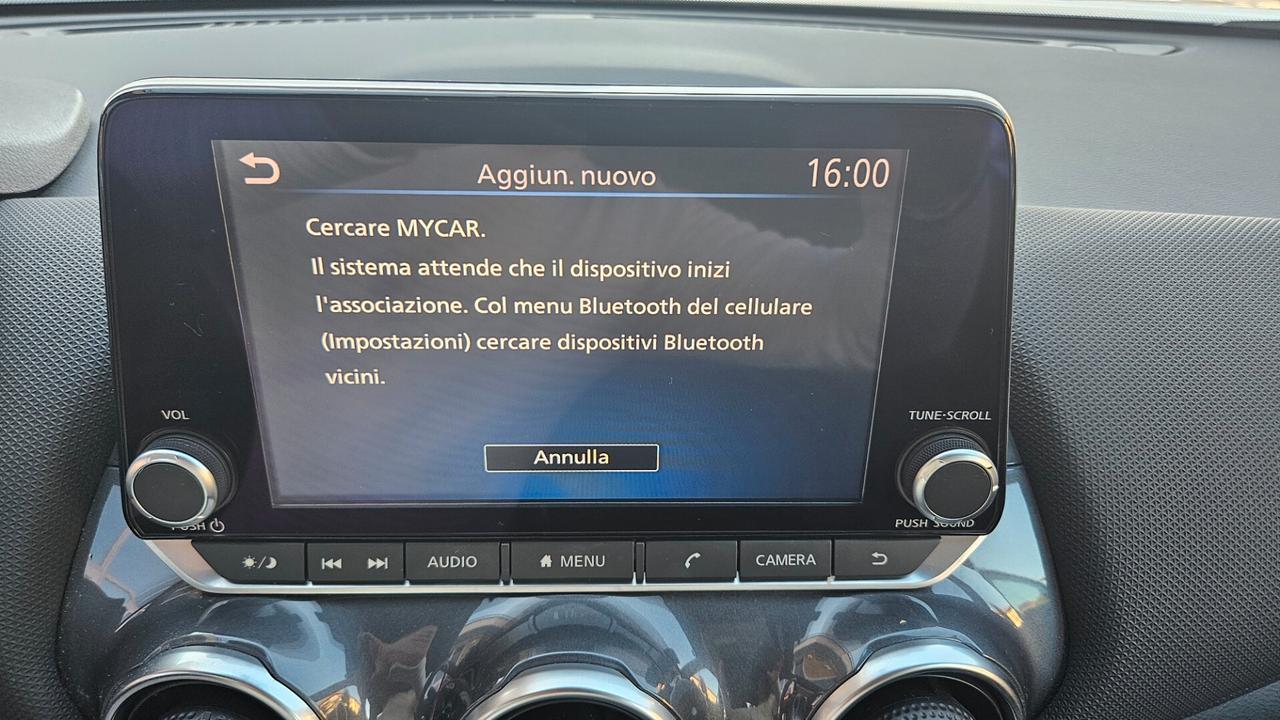 Aggiun. nuovo
16:00
Cercare MYCAR.
Il sistema attende che il dispositivo inizi
l'associazione. Col menu Bluetooth del cellulare
(Impostazioni) cercare dispositivi Bluetooth
vicini.
Annulla
VOL
TUNE·SCROLL
PUSH
PUSH SOUND
AUDIO
MENU
CAMERA